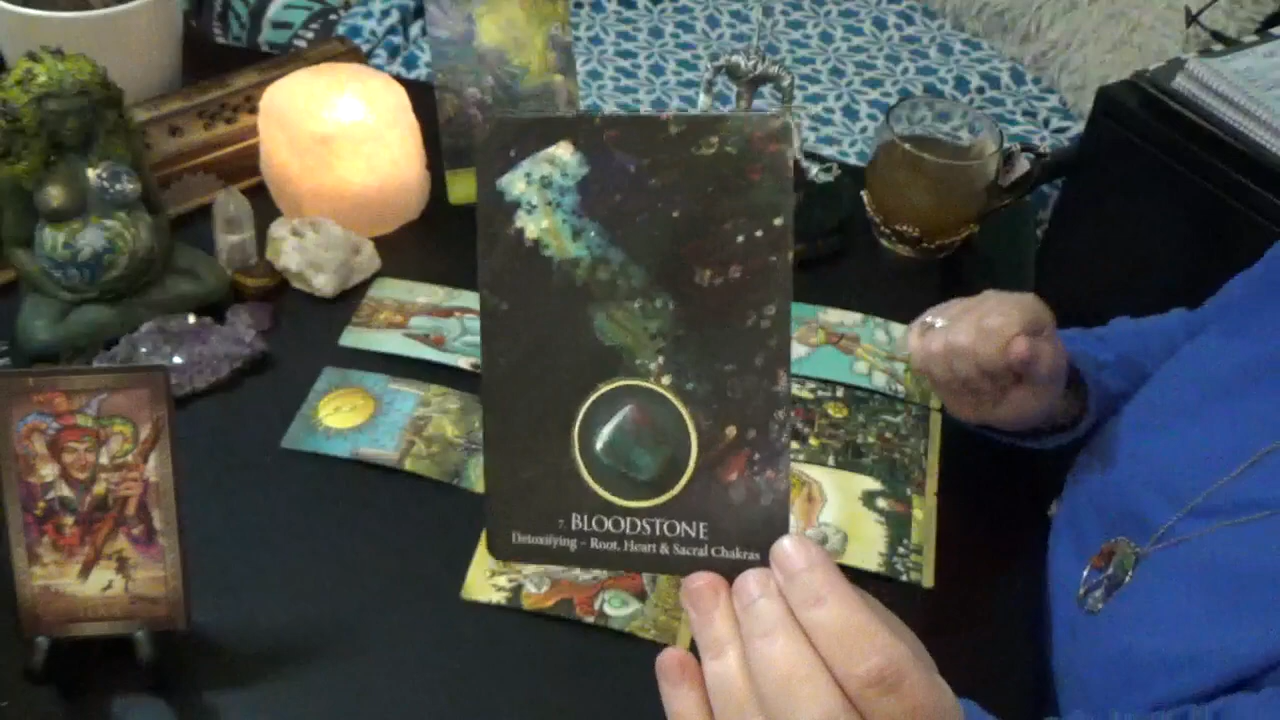 7. BLOODSTONE
Detoxifying ~ Root, Heart & Sacral Chakras